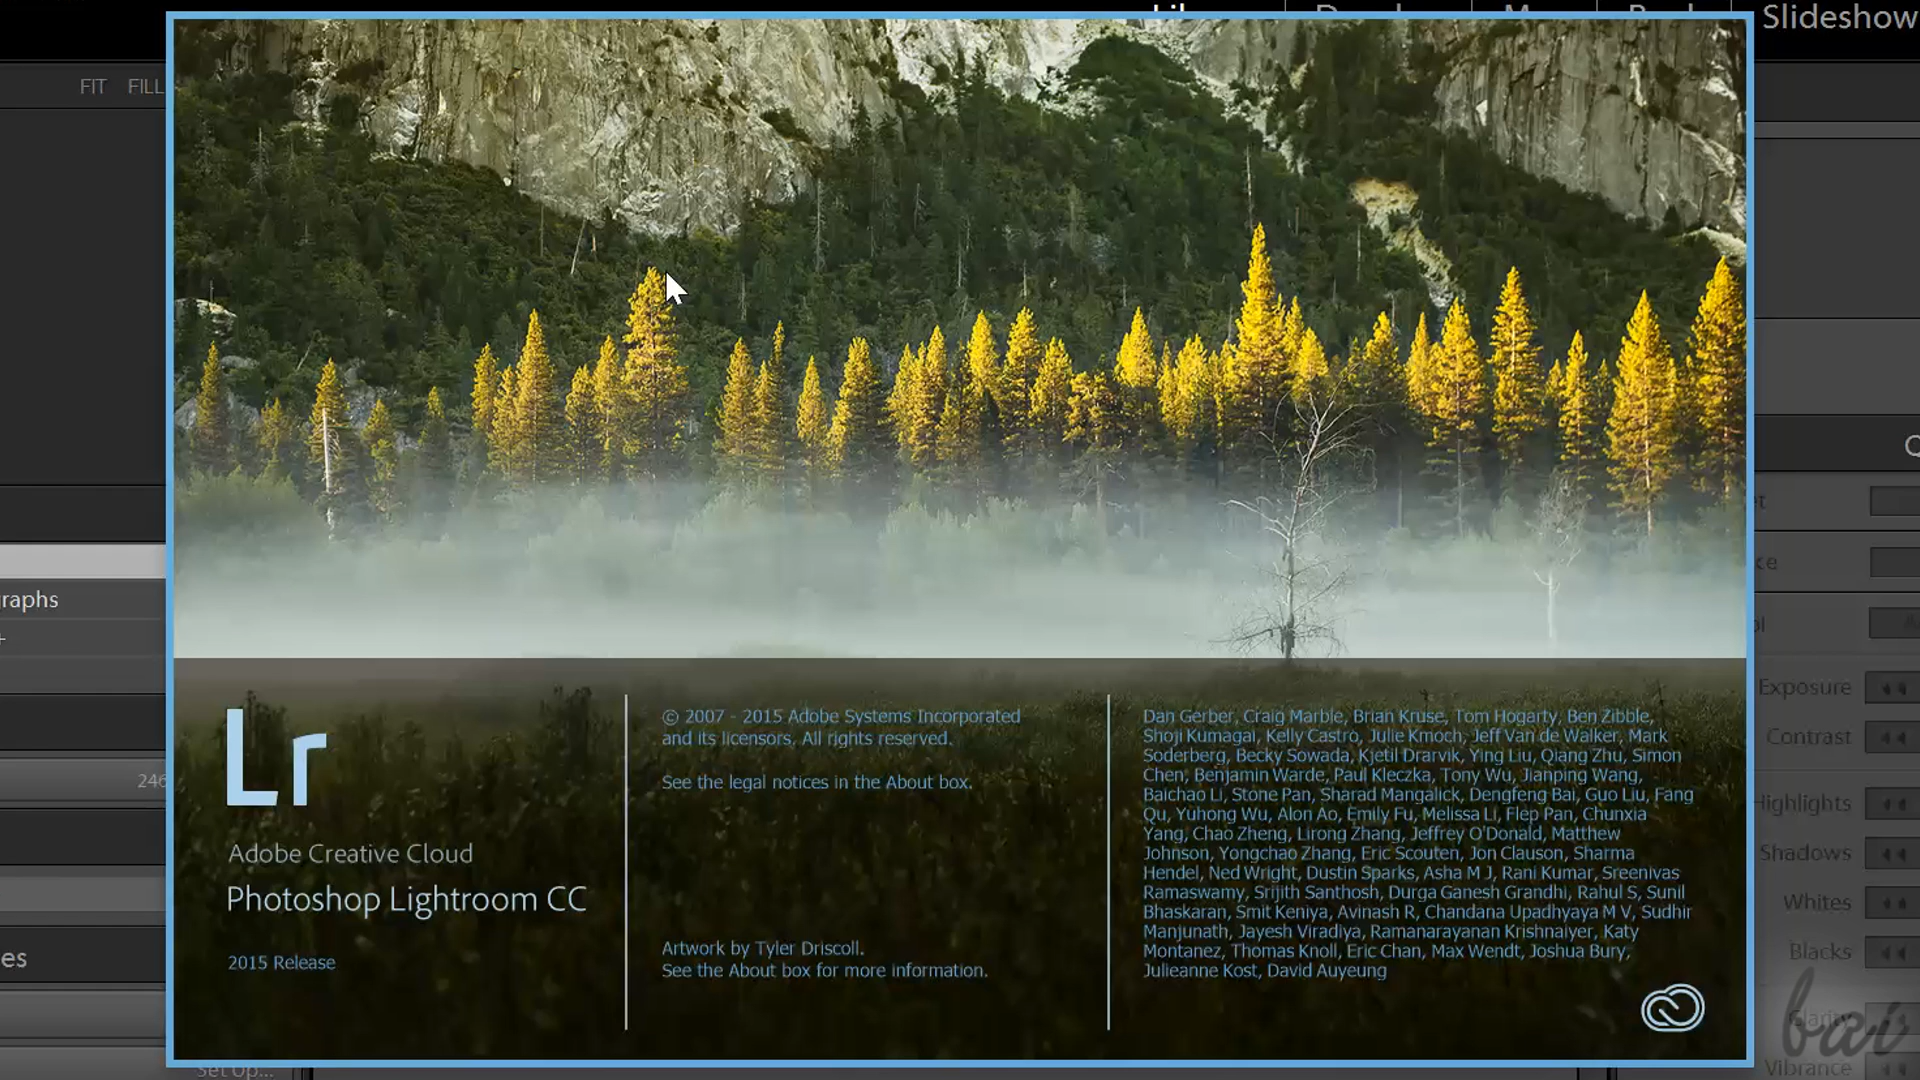 Slideshow
FIT FILL
graphs
+
246
es
Set Up...
Lr
Adobe Creative Cloud
Photoshop Lightroom CC
2015 Release
© 2007 - 2015 Adobe Systems Incorporated
and its licensors. All rights reserved.
See the legal notices in the About box.
Artwork by Tyler Driscoll.
See the About box for more information.
Dan Gerber, Craig Marble, Brian Kruse, Tom Hogarty, Ben Zibble,
Shoji Kumagai, Kelly Castro, Julie Kmoch, Jeff Van de Walker, Mark
Soderberg, Becky Sowada, Kjetil Drarvik, Ying Liu, Qiang Zhu, Simon
Chen, Benjamin Warde, Paul Kleczka, Tony Wu, Jianping Wang,
Baichao Li, Stone Pan, Sharad Mangalick, Dengfeng Bai, Guo Liu, Fang
Qu, Yuhong Wu, Alon Ao, Emily Fu, Melissa Li, Flep Pan, Chunxia
Yang, Chao Zheng, Lirong Zhang, Jeffrey O'Donald, Matthew
Johnson, Yongchao Zhang, Eric Scouten, Jon Clauson, Sharma
Hendel, Ned Wright, Dustin Sparks, Asha M J, Rani Kumar, Sreenivas
Ramaswamy, Srijith Santhosh, Durga Ganesh Grandhi, Rahul S, Sunil
Bhaskaran, Smit Keniya, Avinash R, Chandana Upadhyaya M V, Sudhir
Manjunath, Jayesh Viradiya, Ramanarayanan Krishnaiyer, Katy
Montanez, Thomas Knoll, Eric Chan, Max Wendt, Joshua Bury,
Julieanne Kost, David Auyeung
Exposure
Contrast
Highlights
Shadows
Whites
Blacks
Clarity
Vibrance
bai